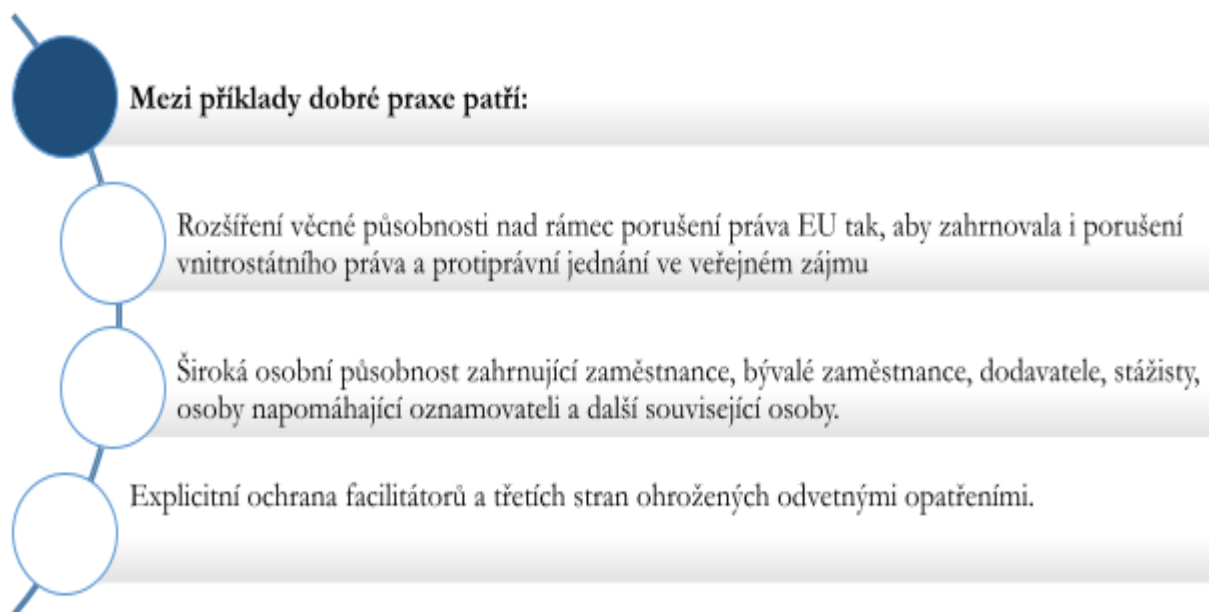 Mezi příklady dobré praxe patří:
Rozšíření věcné působnosti nad rámec porušení práva EU tak, aby zahrnovala i porušení
vnitrostátního práva a protiprávní jednání ve veřejném zájmu
Široká osobní působnost zahrnující zaměstnance, bývalé zaměstnance, dodavatele, stážisty,
osoby napomáhající oznamovateli a další související osoby.
Explicitní ochrana facilitátorů a třetích stran ohrožených odvetnými opatřeními.